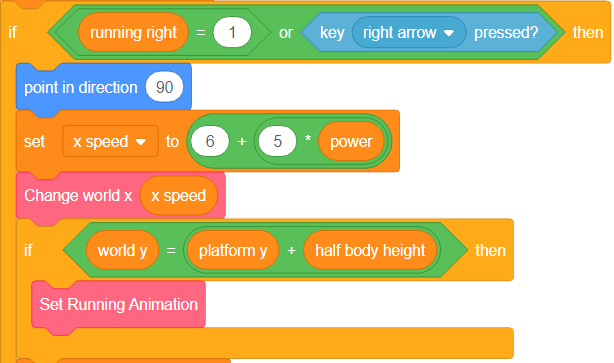 if running right = 1 or key right arrow pressed? then
point in direction 90
set x speed to 6 + 5 * power
Change world x x speed
if world y = platform y + half body height then
Set Running Animation